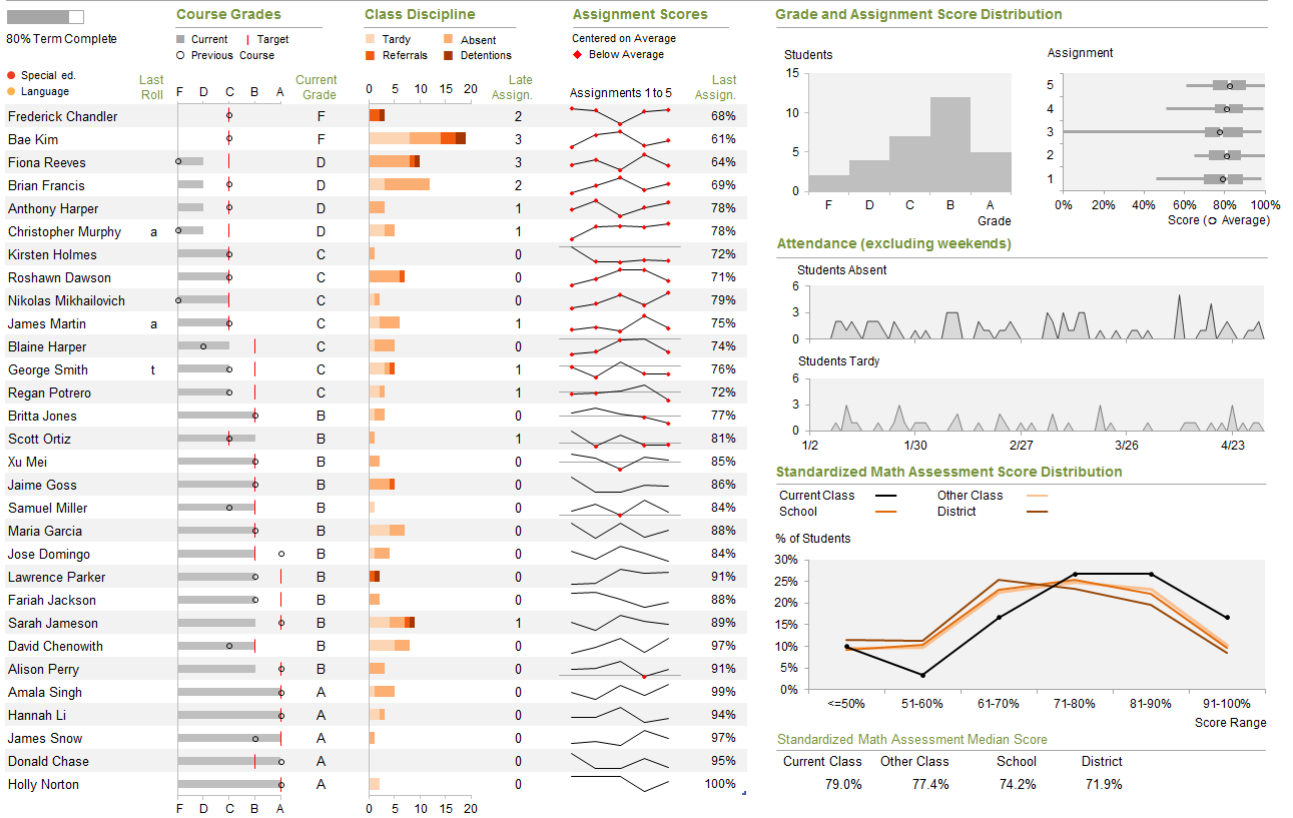 Course Grades
Class Discipline
Assignment Scores
Grade and Assignment Score Distribution
80% Term Complete
Current | Target
Previous Course
Tardy Absent
Referrals Detentions
Centered on Average
Below Average
Special ed.
Language
Last Roll
F D C B A
Current Grade
0 5 10 15 20
Late Assign.
Assignments 1 to 5
Last Assign.
Frederick Chandler F 2 68%
Bae Kim F 3 61%
Fiona Reeves D 3 64%
Brian Francis D 2 69%
Anthony Harper D 1 78%
Christopher Murphy a D 1 78%
Kirsten Holmes C 0 72%
Roshawn Dawson C 0 71%
Nikolas Mikhailovich C 0 79%
James Martin a C 1 75%
Blaine Harper C 0 74%
George Smith t C 1 76%
Regan Potrero C 1 72%
Britta Jones B 0 77%
Scott Ortiz B 1 81%
Xu Mei B 0 85%
Jaime Goss B 0 86%
Samuel Miller B 0 84%
Maria Garcia B 0 88%
Jose Domingo B 0 84%
Lawrence Parker B 0 91%
Fariah Jackson B 0 88%
Sarah Jameson B 1 89%
David Chenowith B 0 97%
Alison Perry B 0 91%
Amala Singh A 0 99%
Hannah Li A 0 94%
James Snow A 0 97%
Donald Chase A 0 95%
Holly Norton A 0 100%
F D C B A
0 5 10 15 20
Students
15
10
5
0
F D C B A
Grade
Assignment
5
4
3
2
1
0% 20% 40% 60% 80% 100%
Score (o Average)
Attendance (excluding weekends)
Students Absent
6
3
0
Students Tardy
6
3
0
1/2 1/30 2/27 3/26 4/23
Standardized Math Assessment Score Distribution
Current Class Other Class
School District
% of Students
30%
25%
20%
15%
10%
5%
0%
<=50% 51-60% 61-70% 71-80% 81-90% 91-100%
Score Range
Standardized Math Assessment Median Score
Current Class Other Class School District
79.0% 77.4% 74.2% 71.9%